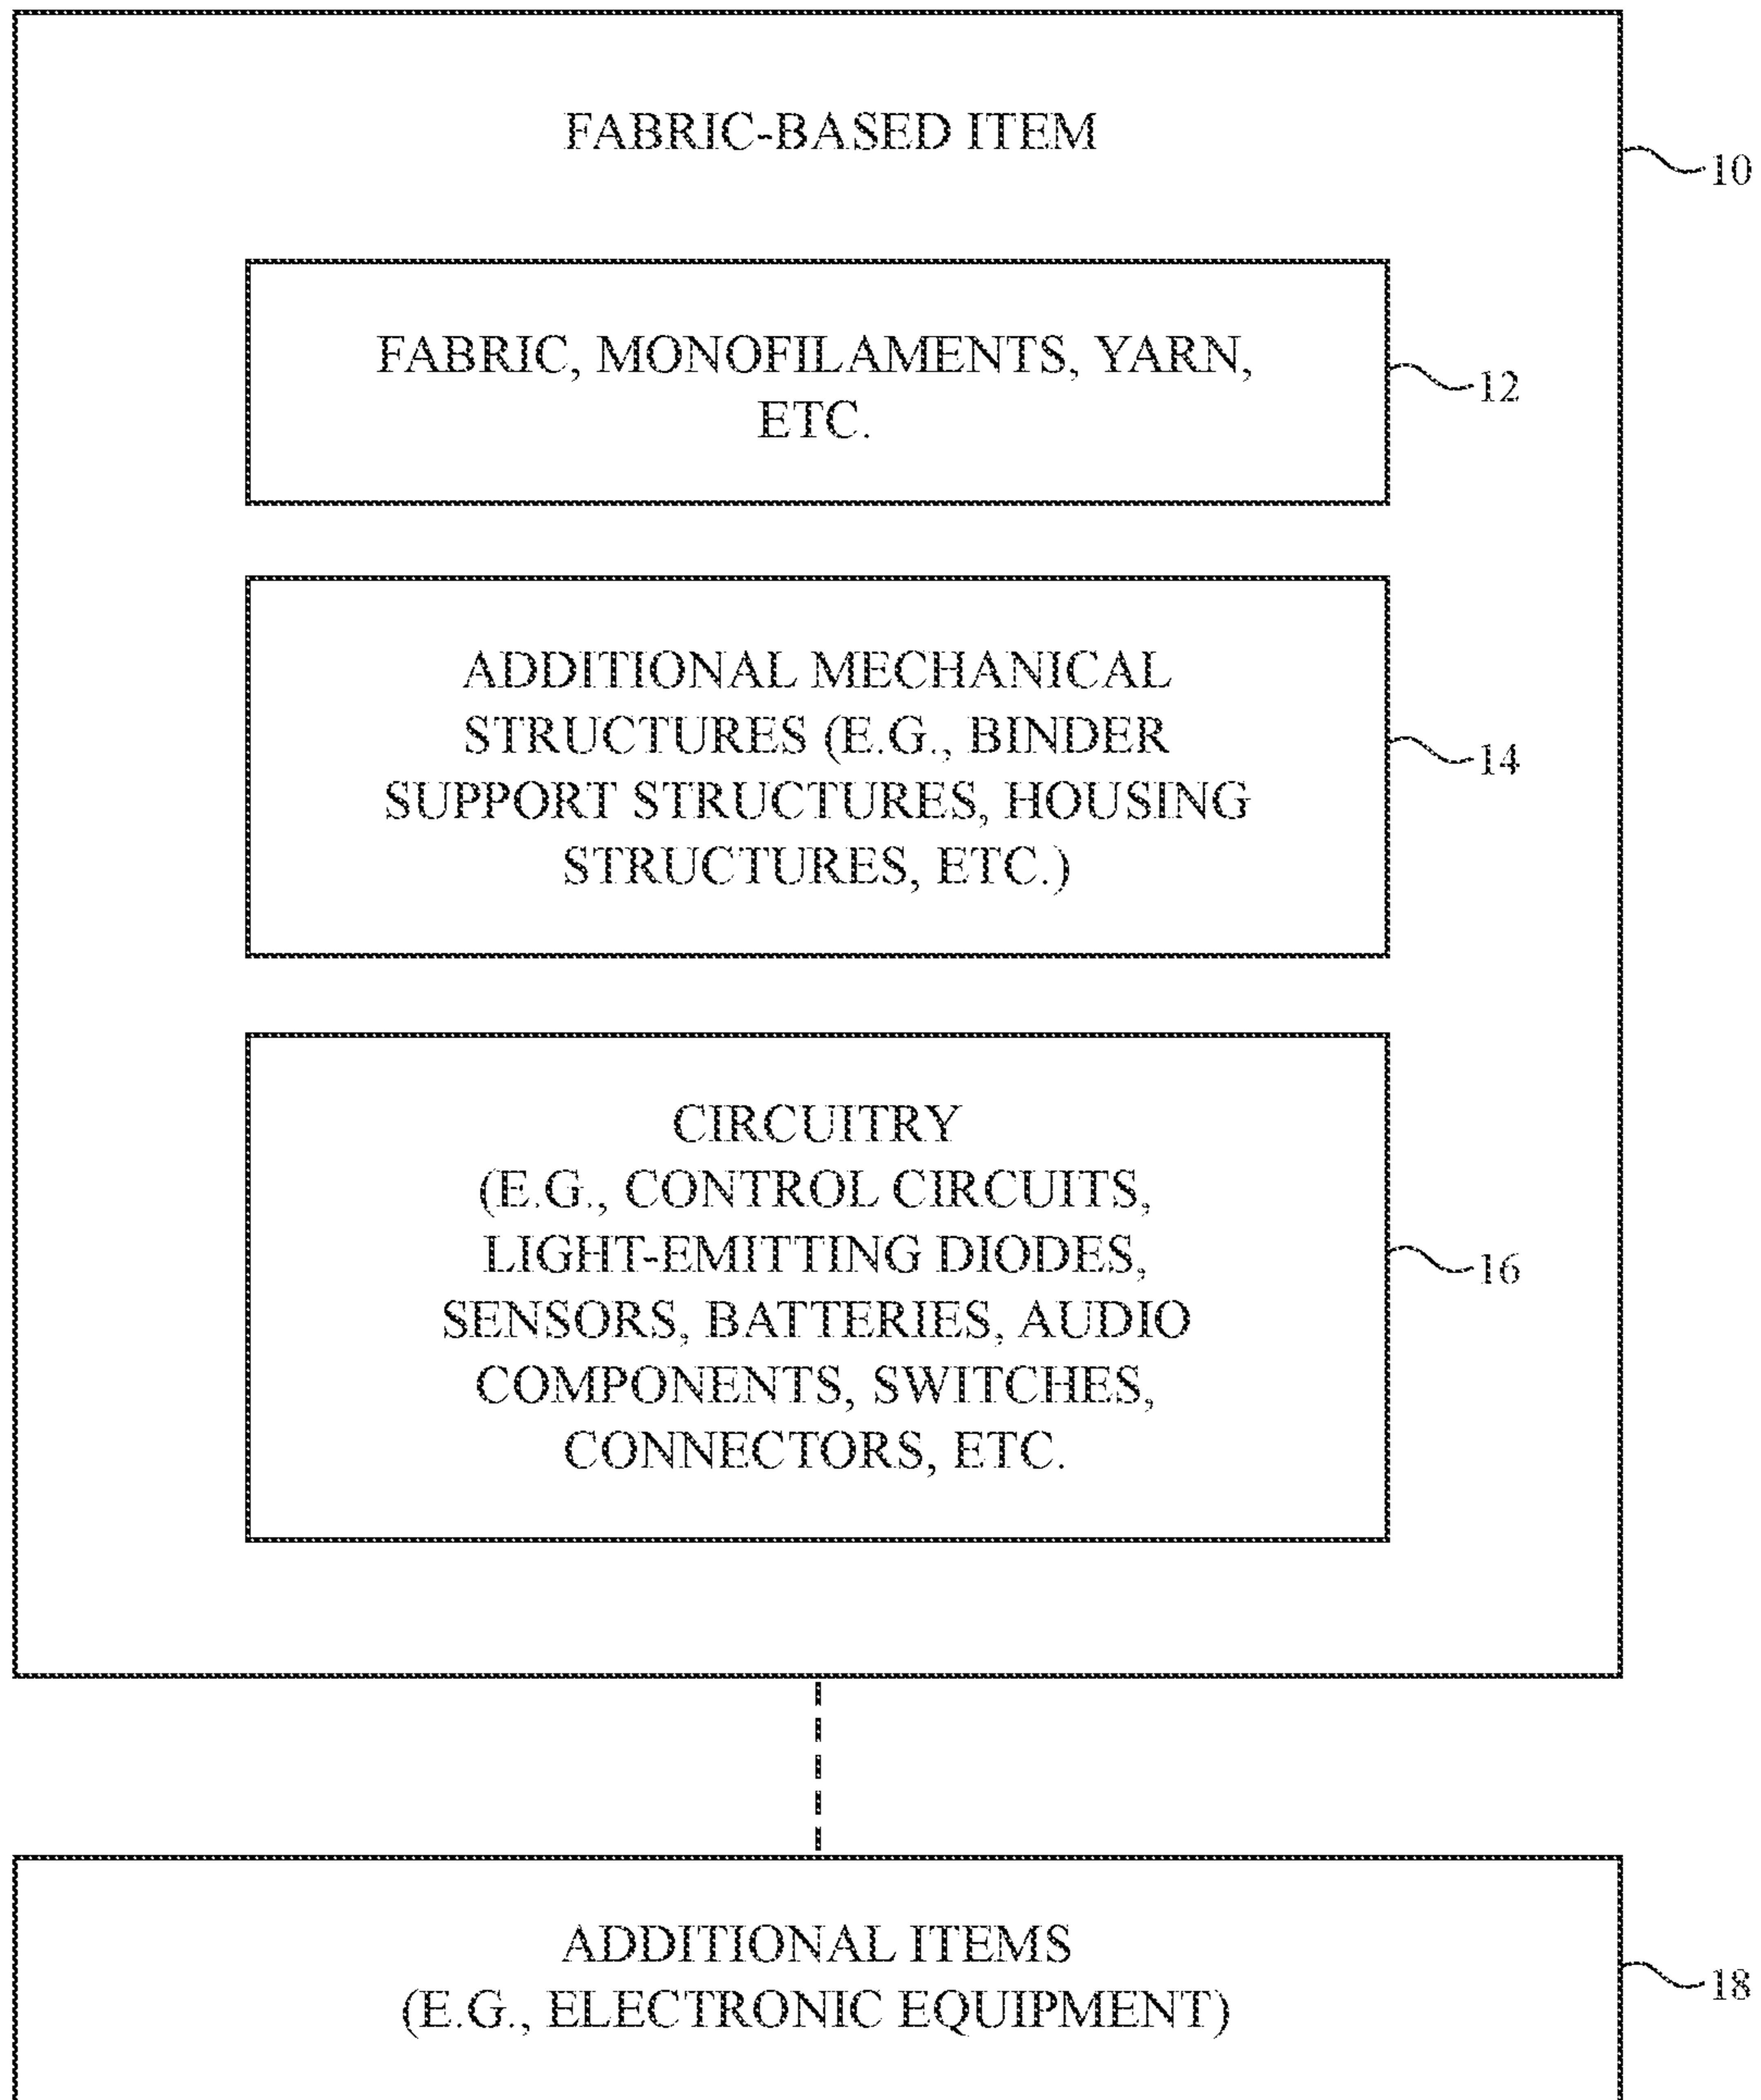 FABRIC-BASED ITEM
10
FABRIC, MONOFILAMENTS, YARN,
ETC.
12
ADDITIONAL MECHANICAL
STRUCTURES (E.G., BINDER
SUPPORT STRUCTURES, HOUSING
STRUCTURES, ETC.)
14
CIRCUITRY
(E.G., CONTROL CIRCUITS,
LIGHT-EMITTING DIODES,
SENSORS, BATTERIES, AUDIO
COMPONENTS, SWITCHES,
CONNECTORS, ETC.
16
ADDITIONAL ITEMS
(E.G., ELECTRONIC EQUIPMENT)
18